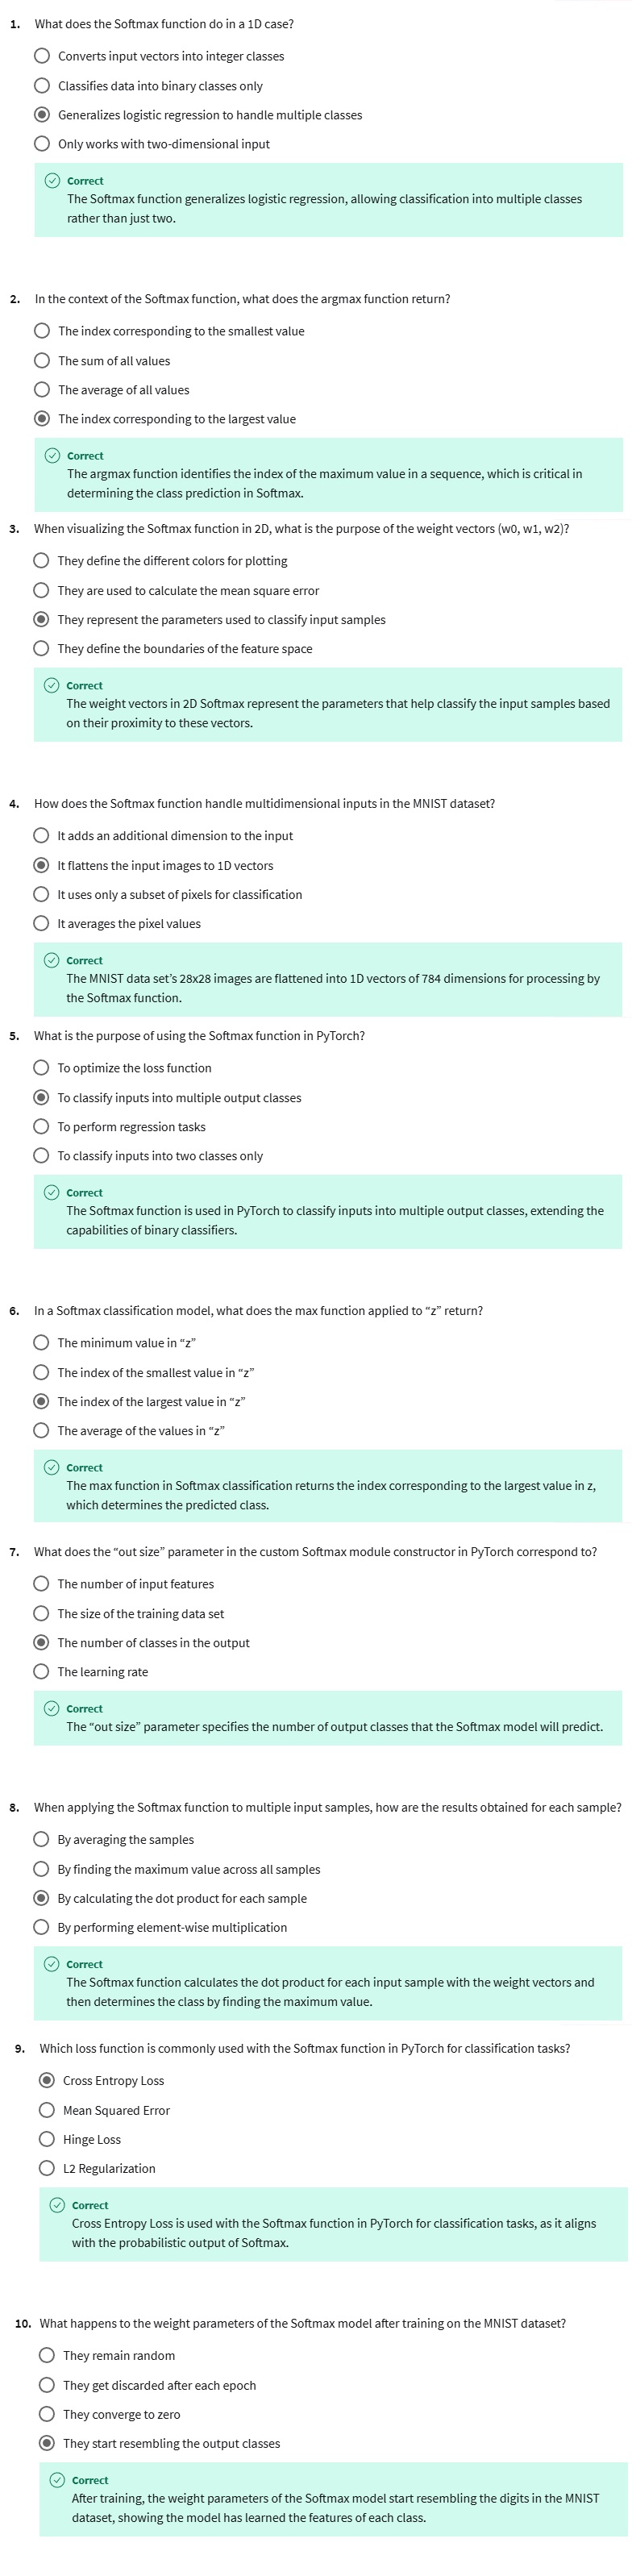 1. What does the Softmax function do in a 1D case?
Converts input vectors into integer classes
Classifies data into binary classes only
Generalizes logistic regression to handle multiple classes
Only works with two-dimensional input
Correct
The Softmax function generalizes logistic regression, allowing classification into multiple classes
rather than just two.
2. In the context of the Softmax function, what does the argmax function return?
The index corresponding to the smallest value
The sum of all values
The average of all values
The index corresponding to the largest value
Correct
The argmax function identifies the index of the maximum value in a sequence, which is critical in
determining the class prediction in Softmax.
3. When visualizing the Softmax function in 2D, what is the purpose of the weight vectors (w0, w1, w2)?
They define the different colors for plotting
They are used to calculate the mean square error
They represent the parameters used to classify input samples
They define the boundaries of the feature space
Correct
The weight vectors in 2D Softmax represent the parameters that help classify the input samples based
on their proximity to these vectors.
4. How does the Softmax function handle multidimensional inputs in the MNIST dataset?
It adds an additional dimension to the input
It flattens the input images to 1D vectors
It uses only a subset of pixels for classification
It averages the pixel values
Correct
The MNIST data set’s 28x28 images are flattened into 1D vectors of 784 dimensions for processing by
the Softmax function.
5. What is the purpose of using the Softmax function in PyTorch?
To optimize the loss function
To classify inputs into multiple output classes
To perform regression tasks
To classify inputs into two classes only
Correct
The Softmax function is used in PyTorch to classify inputs into multiple output classes, extending the
capabilities of binary classifiers.
6. In a Softmax classification model, what does the max function applied to “z” return?
The minimum value in “z”
The index of the smallest value in “z”
The index of the largest value in “z”
The average of the values in “z”
Correct
The max function in Softmax classification returns the index corresponding to the largest value in z,
which determines the predicted class.
7. What does the “out size” parameter in the custom Softmax module constructor in PyTorch correspond to?
The number of input features
The size of the training data set
The number of classes in the output
The learning rate
Correct
The “out size” parameter specifies the number of output classes that the Softmax model will predict.
8. When applying the Softmax function to multiple input samples, how are the results obtained for each sample?
By averaging the samples
By finding the maximum value across all samples
By calculating the dot product for each sample
By performing element-wise multiplication
Correct
The Softmax function calculates the dot product for each input sample with the weight vectors and
then determines the class by finding the maximum value.
9. Which loss function is commonly used with the Softmax function in PyTorch for classification tasks?
Cross Entropy Loss
Mean Squared Error
Hinge Loss
L2 Regularization
Correct
Cross Entropy Loss is used with the Softmax function in PyTorch for classification tasks, as it aligns
with the probabilistic output of Softmax.
10. What happens to the weight parameters of the Softmax model after training on the MNIST dataset?
They remain random
They get discarded after each epoch
They converge to zero
They start resembling the output classes
Correct
After training, the weight parameters of the Softmax model start resembling the digits in the MNIST
dataset, showing the model has learned the features of each class.